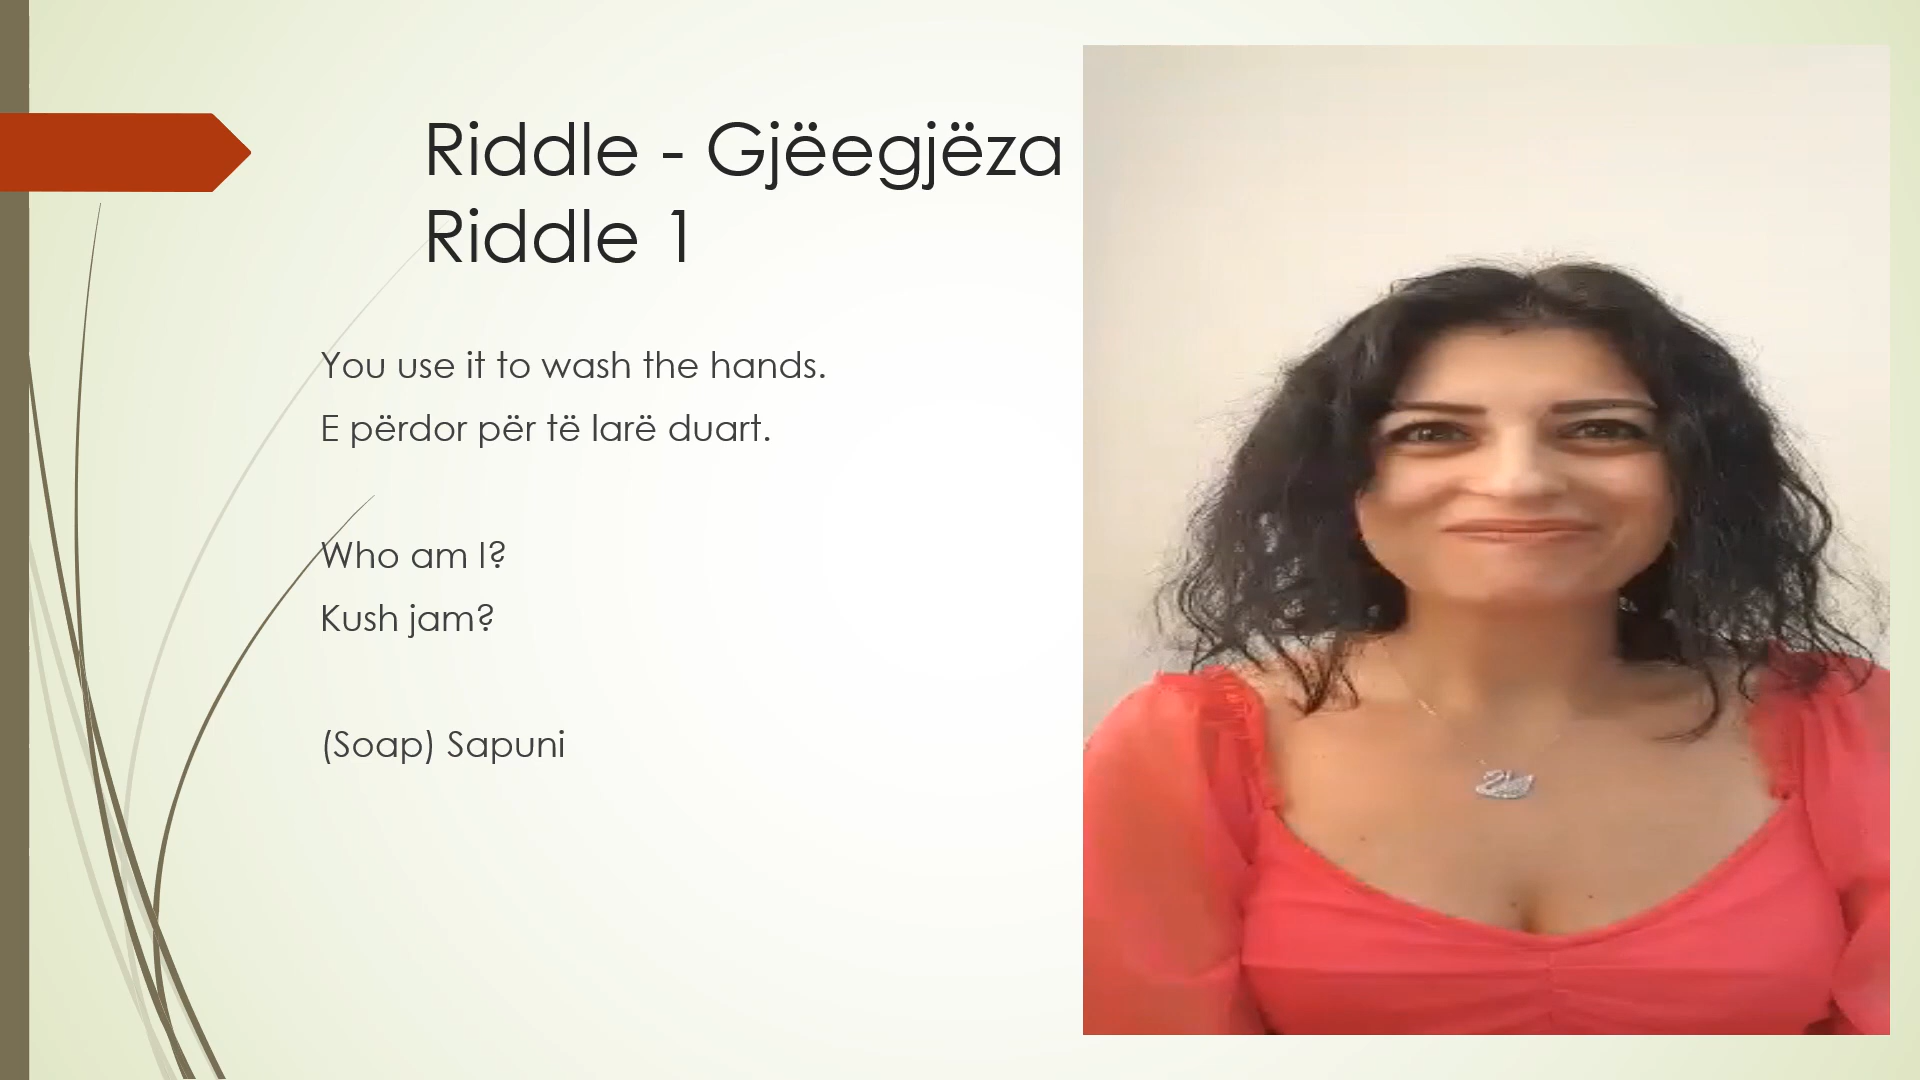 Riddle - Gjëegjëza
Riddle 1
You use it to wash the hands.
E përdor për të larë duart.
Who am I?
Kush jam?
(Soap) Sapuni